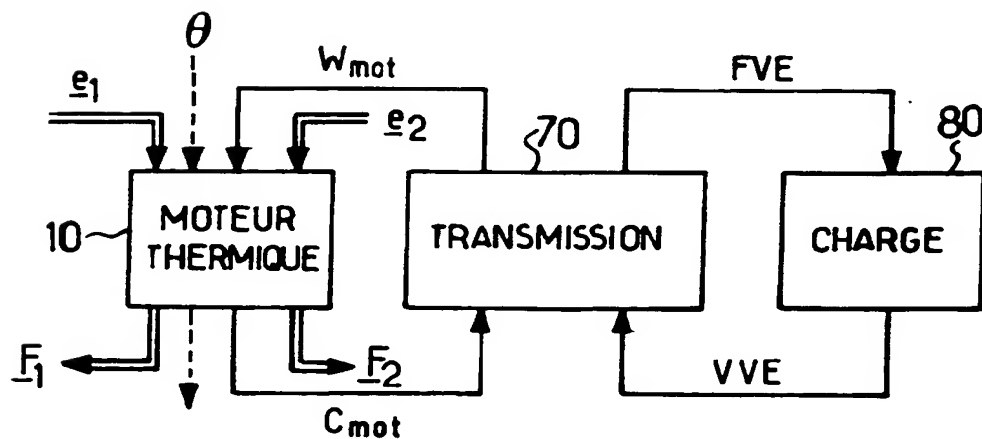 θ
e1
Wmot
e2
FVE
70
80
10
MOTEUR
THERMIQUE
TRANSMISSION
CHARGE
F1
F2
Cmot
VVE